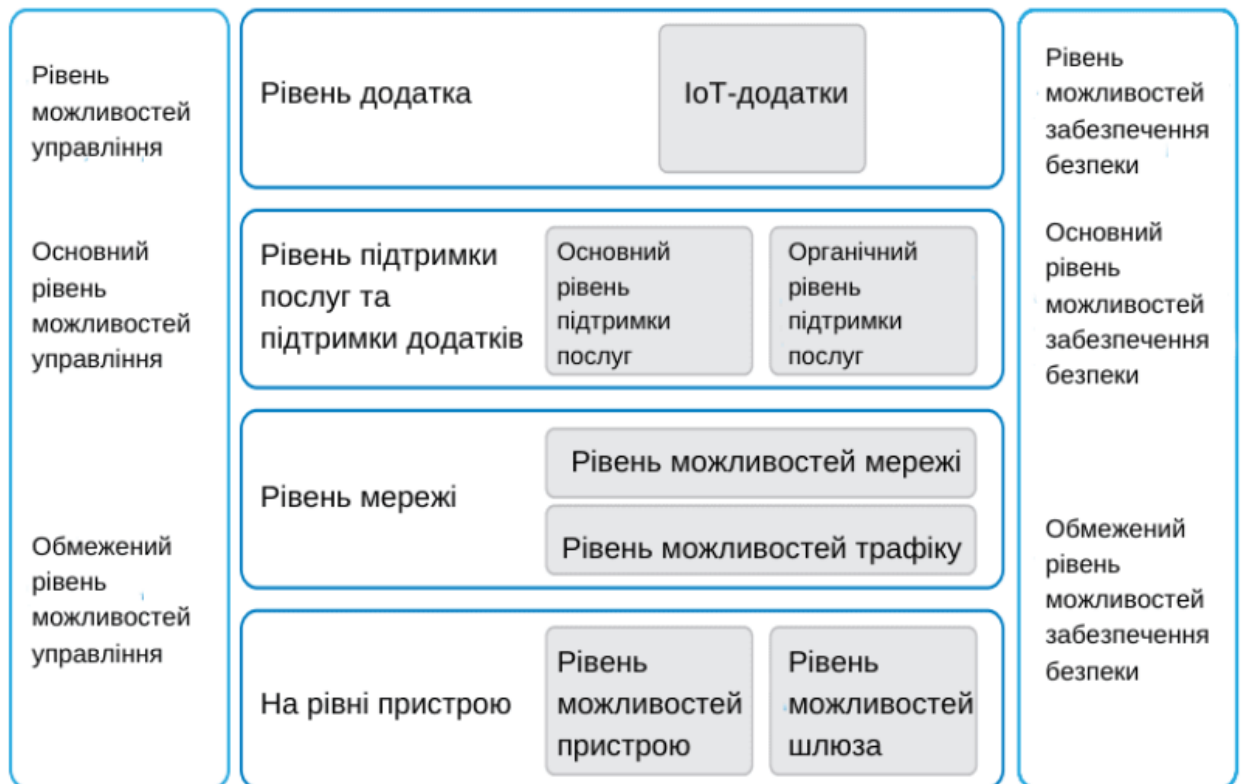 Рівень
можливостей
управління
Основний
рівень
можливостей
управління
Обмежений
рівень
можливостей
управління
Рівень додатка
IoT-додатки
Рівень підтримки
послуг та
підтримки додатків
Основний
рівень
підтримки
послуг
Органічний
рівень
підтримки
послуг
Рівень мережі
Рівень можливостей мережі
Рівень можливостей трафіку
На рівні пристрою
Рівень
можливостей
пристрою
Рівень
можливостей
шлюза
Рівень
можливостей
забезпечення
безпеки
Основний
рівень
можливостей
забезпечення
безпеки
Обмежений
рівень
можливостей
забезпечення
безпеки